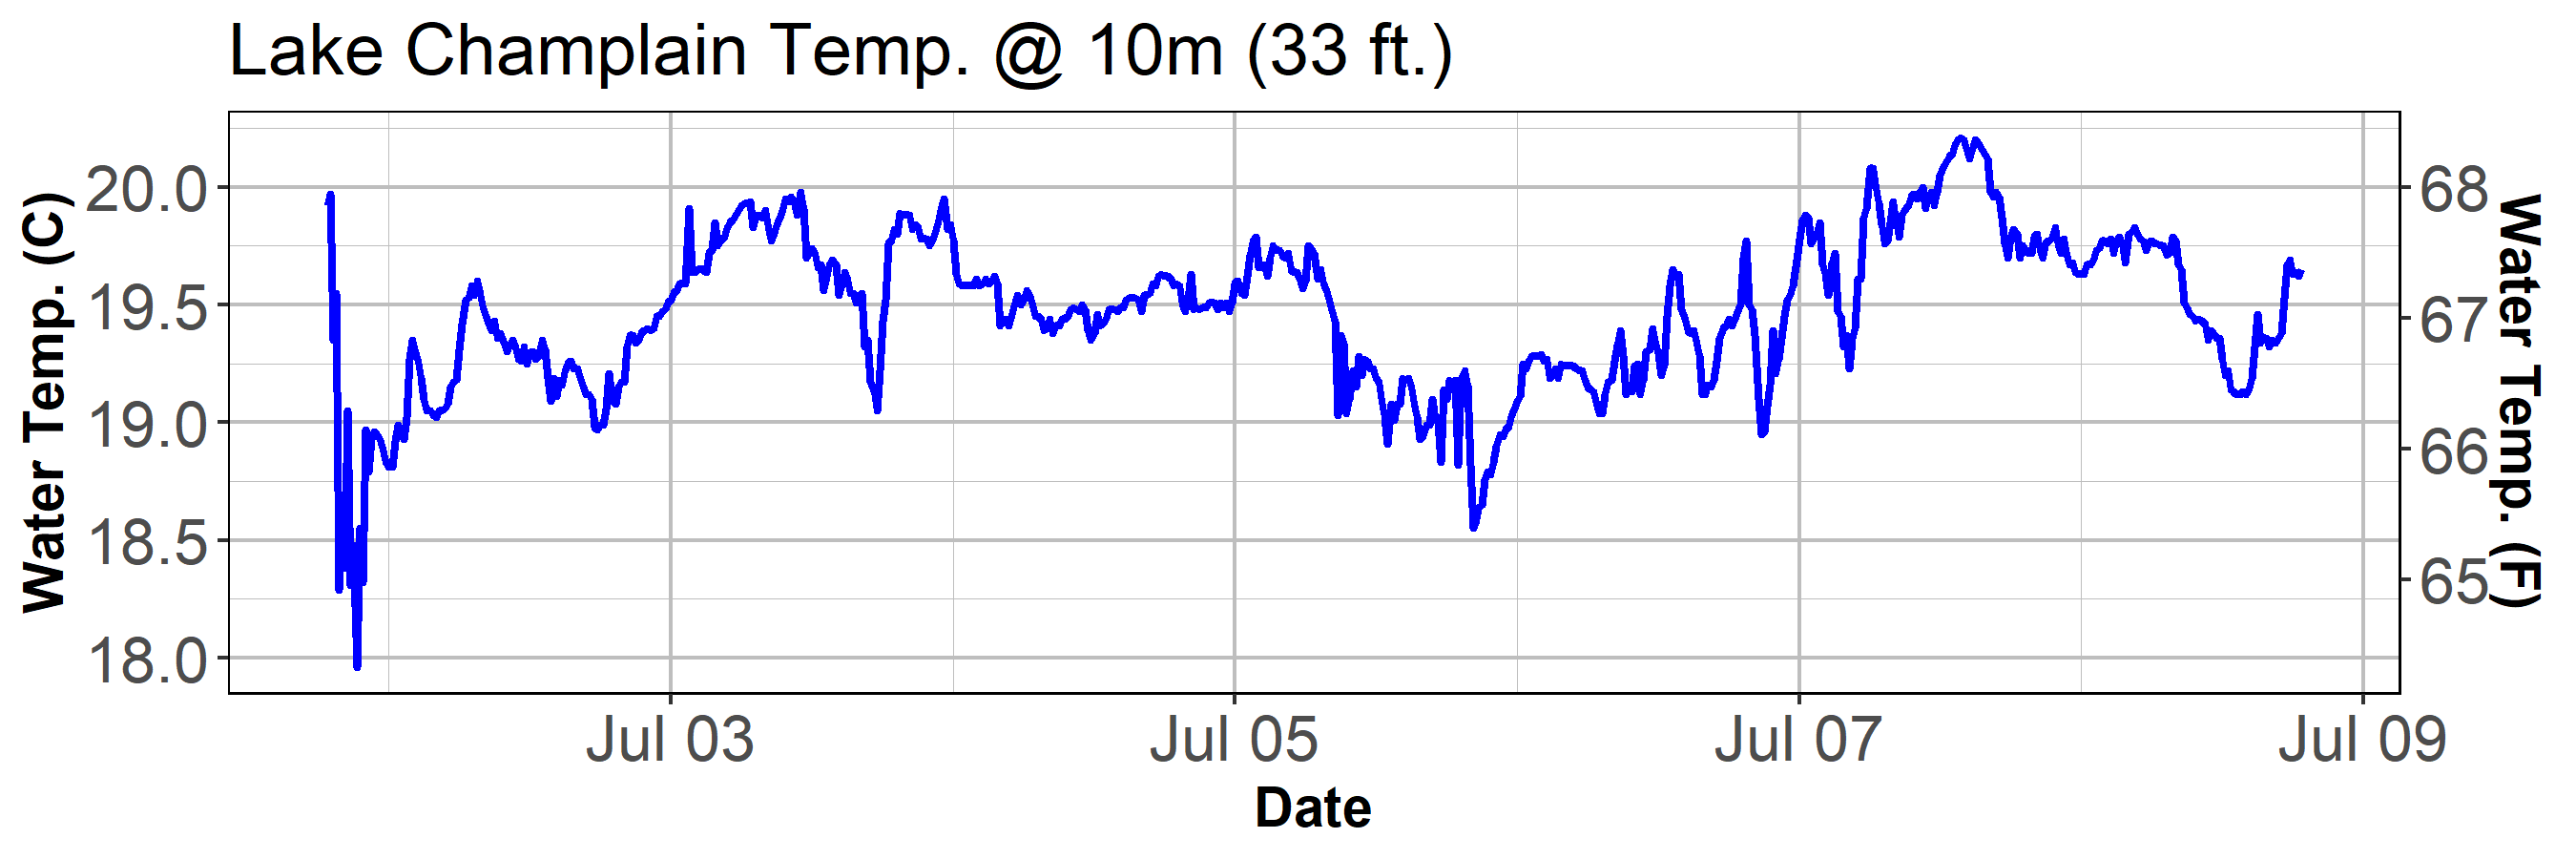 Lake Champlain Temp. @ 10m (33 ft.)
Water Temp. (C)
20.0
19.5
19.0
18.5
18.0
68
67
66
65
Water Temp. (F)
Jul 03 Jul 05 Jul 07 Jul 09
Date